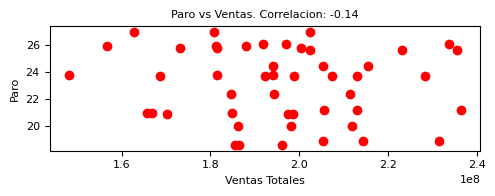 Paro vs Ventas. Correlacion: -0.14
26
24
22
20
Paro
1.6
1.8
2.0
2.2
2.4
1e8
Ventas Totales